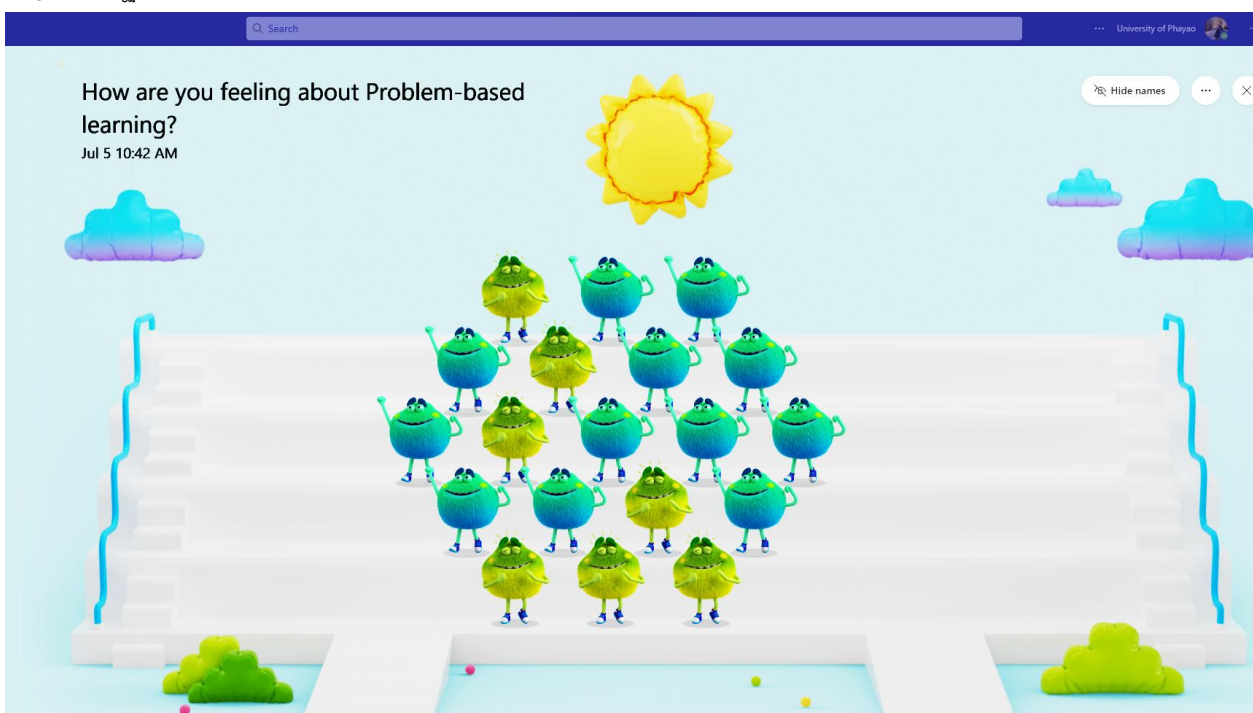 Search
University of Phayao
How are you feeling about Problem-based
learning?
Jul 5 10:42 AM
Hide names